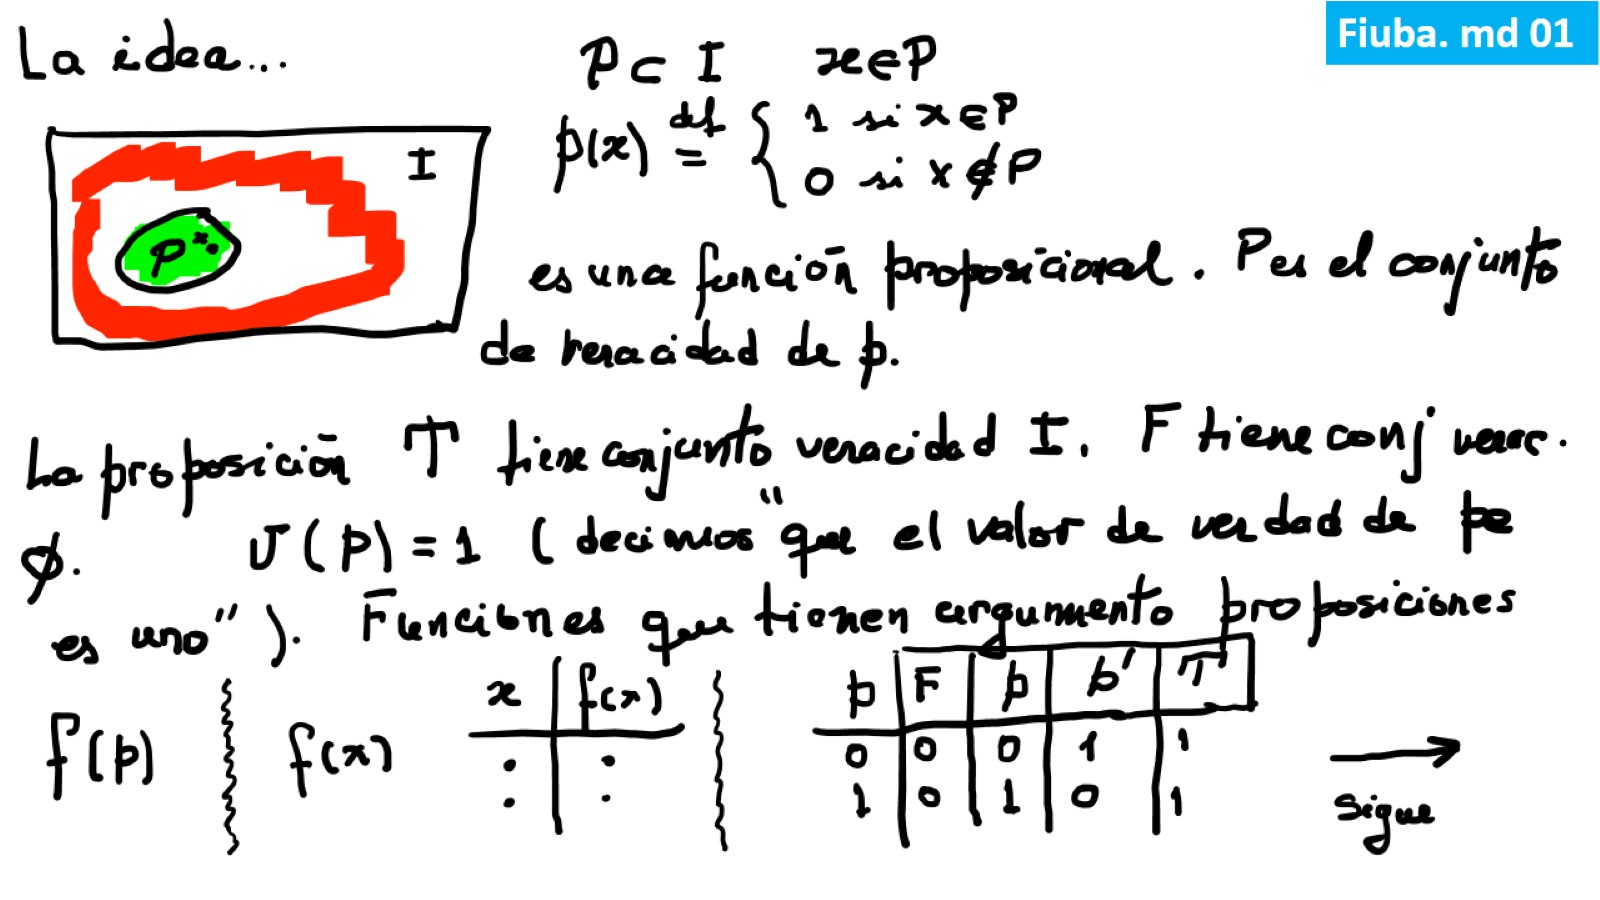 Fiuba. md 01
La idea...
P ⊂ I    x ∈ P
p(x) def = { 1 si x ∈ P
0 si x ∉ P
I
P x.
es una función proposicional. P es el conjunto
de veracidad de p.
La proposición T tiene conjunto veracidad I. F tiene conj verac.
∅.    v(p) = 1 (decimos "que el valor de verdad de pe
es uno"). Funciones que tienen argumento proposiciones
f(p)    f(x)
x | f(x)
: | :
p | F | p | p' | T
0 | 0 | 0 | 1 | 1
1 | 0 | 1 | 0 | 1
→
Sigue